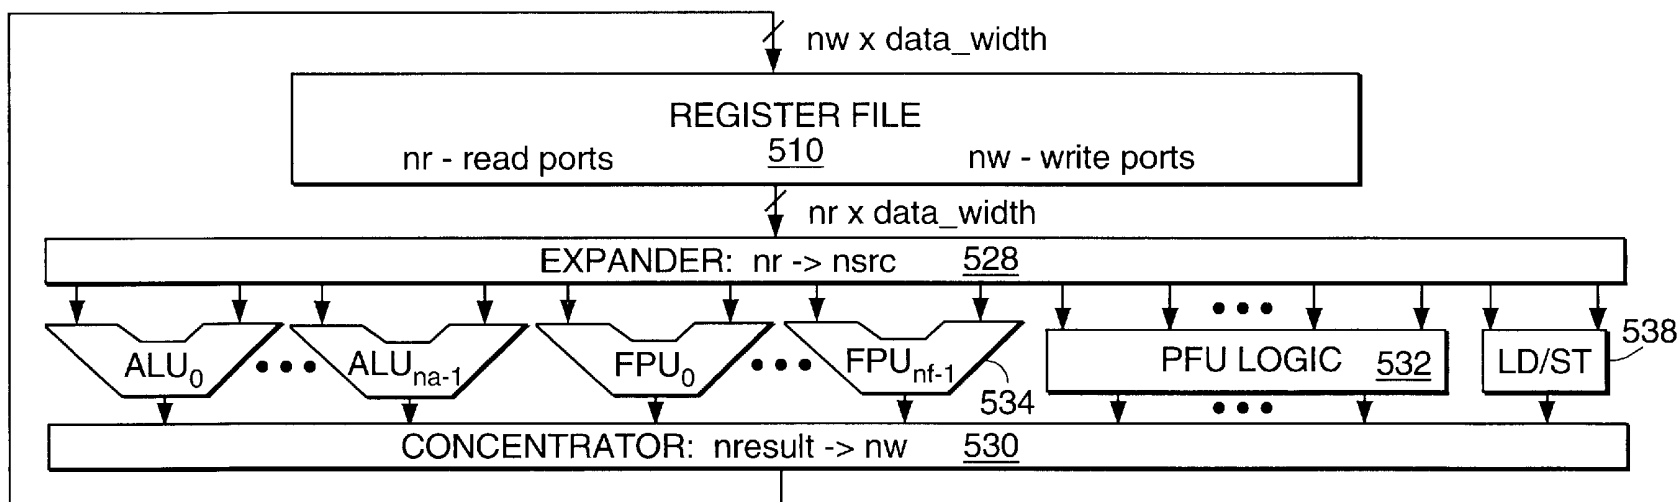 nw x data_width
REGISTER FILE
510
nr - read ports
nw - write ports
nr x data_width
EXPANDER: nr -> nsrc 528
ALU0
ALUna-1
FPU0
FPUnf-1
534
PFU LOGIC 532
LD/ST
538
CONCENTRATOR: nresult -> nw 530